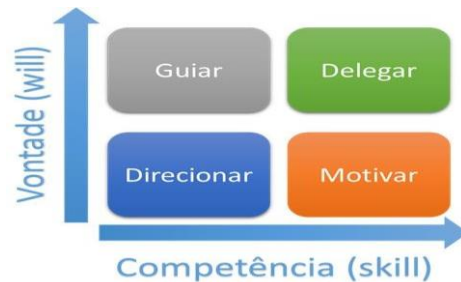 Vontade (will)
Guiar
Delegar
Direcionar
Motivar
Competência (skill)